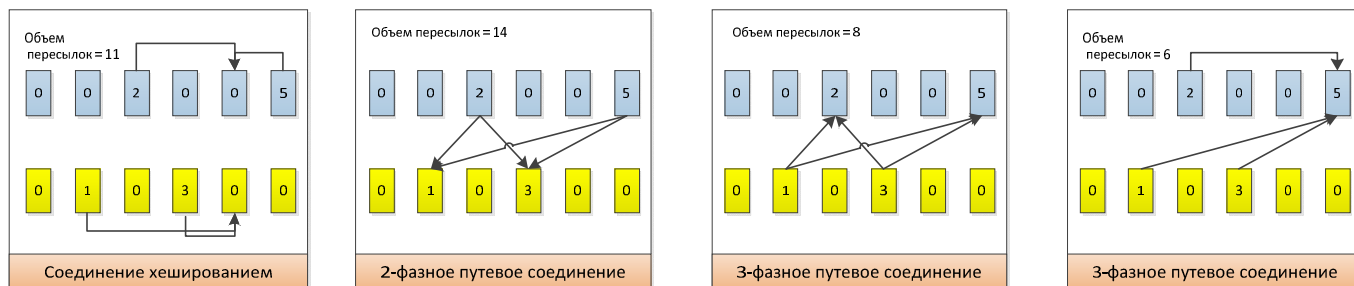 Объем
пересылок=11
0 0 2 0 0 5
0 1 0 3 0 0
Соединение хешированием
Объем пересылок=14
0 0 2 0 0 5
0 1 0 3 0 0
2-фазное путевое соединение
Объем пересылок=8
0 0 2 0 0 5
0 1 0 3 0 0
3-фазное путевое соединение
Объем
пересылок=6
0 0 2 0 0 5
0 1 0 3 0 0
3-фазное путевое соединение